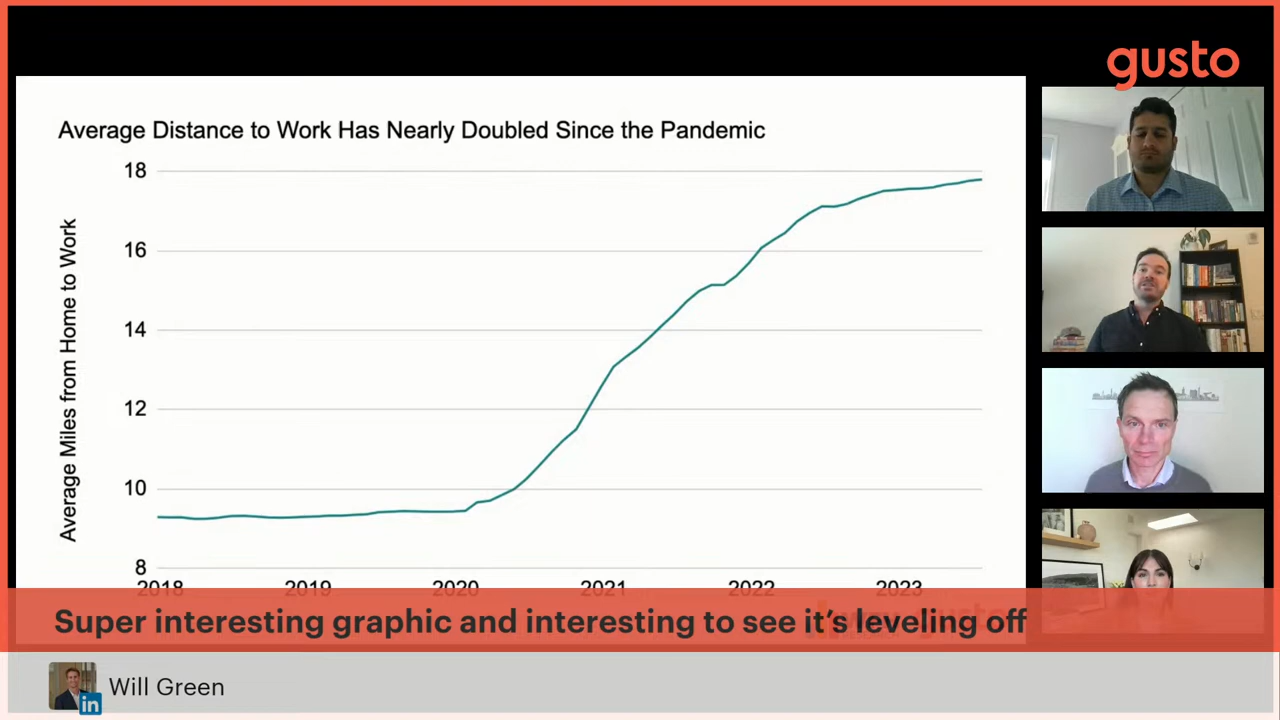 gusto
Average Distance to Work Has Nearly Doubled Since the Pandemic
Average Miles from Home to Work
18
16
14
12
10
8
2018 2019 2020 2021 2022 2023
Super interesting graphic and interesting to see it's leveling off
in
Will Green